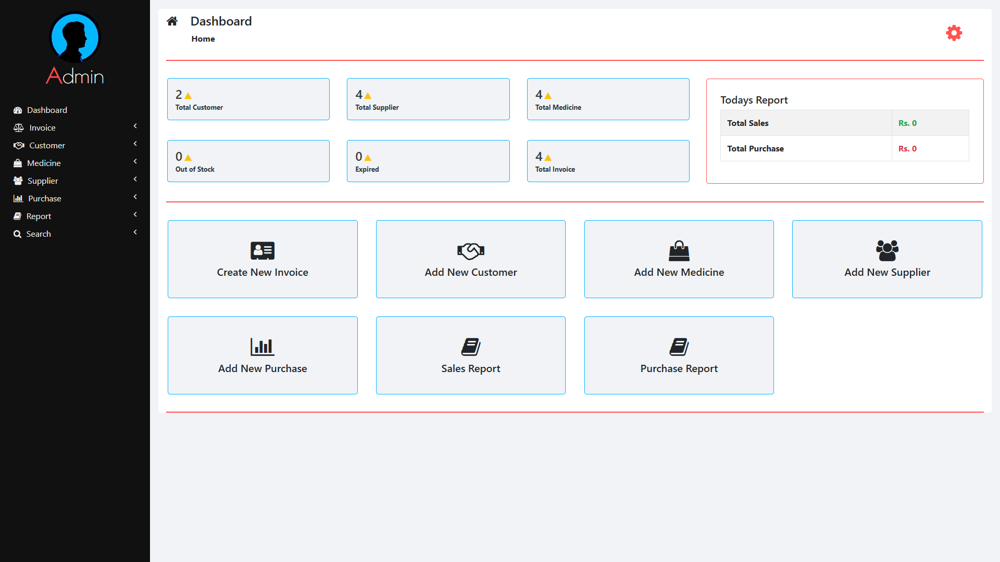 Admin
Dashboard
Invoice
Customer
Medicine
Supplier
Purchase
Report
Search
Dashboard
Home
2
Total Customer
4
Total Supplier
4
Total Medicine
0
Out of Stock
0
Expired
4
Total Invoice
Todays Report
Total Sales Rs. 0
Total Purchase Rs. 0
Create New Invoice
Add New Customer
Add New Medicine
Add New Supplier
Add New Purchase
Sales Report
Purchase Report